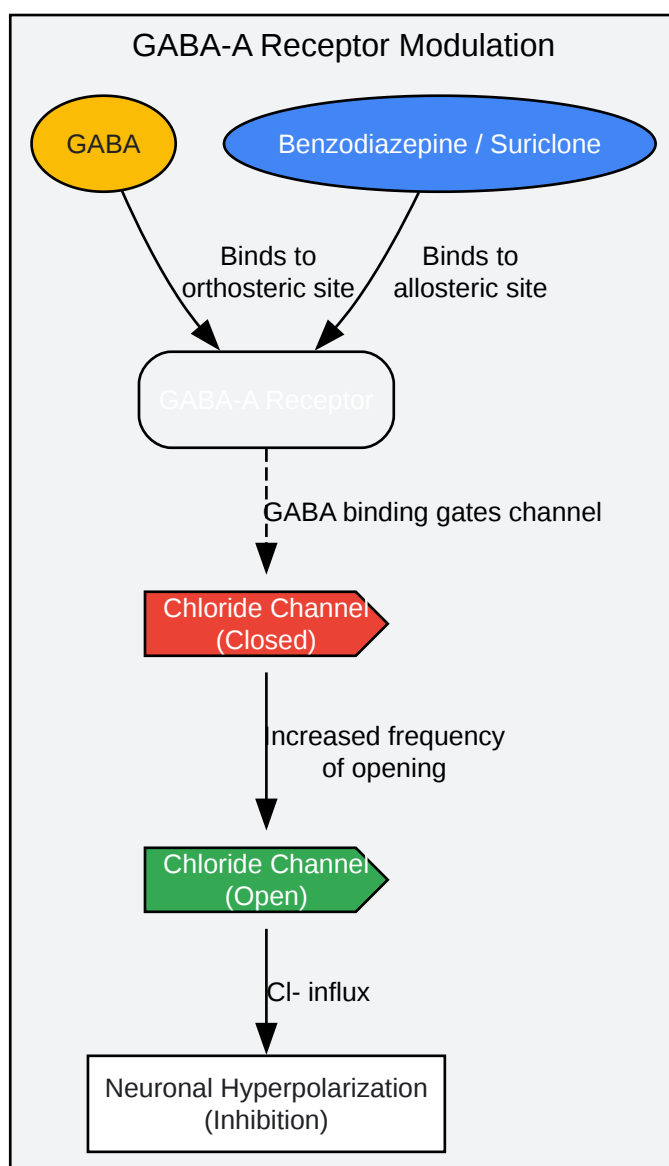 GABA-A Receptor Modulation
GABA
Benzodiazepine / Suriclone
Binds to
orthosteric site
Binds to
allosteric site
GABA-A Receptor
GABA binding gates channel
Chloride Channel
(Closed)
Increased frequency
of opening
Chloride Channel
(Open)
Cl- influx
Neuronal Hyperpolarization
(Inhibition)